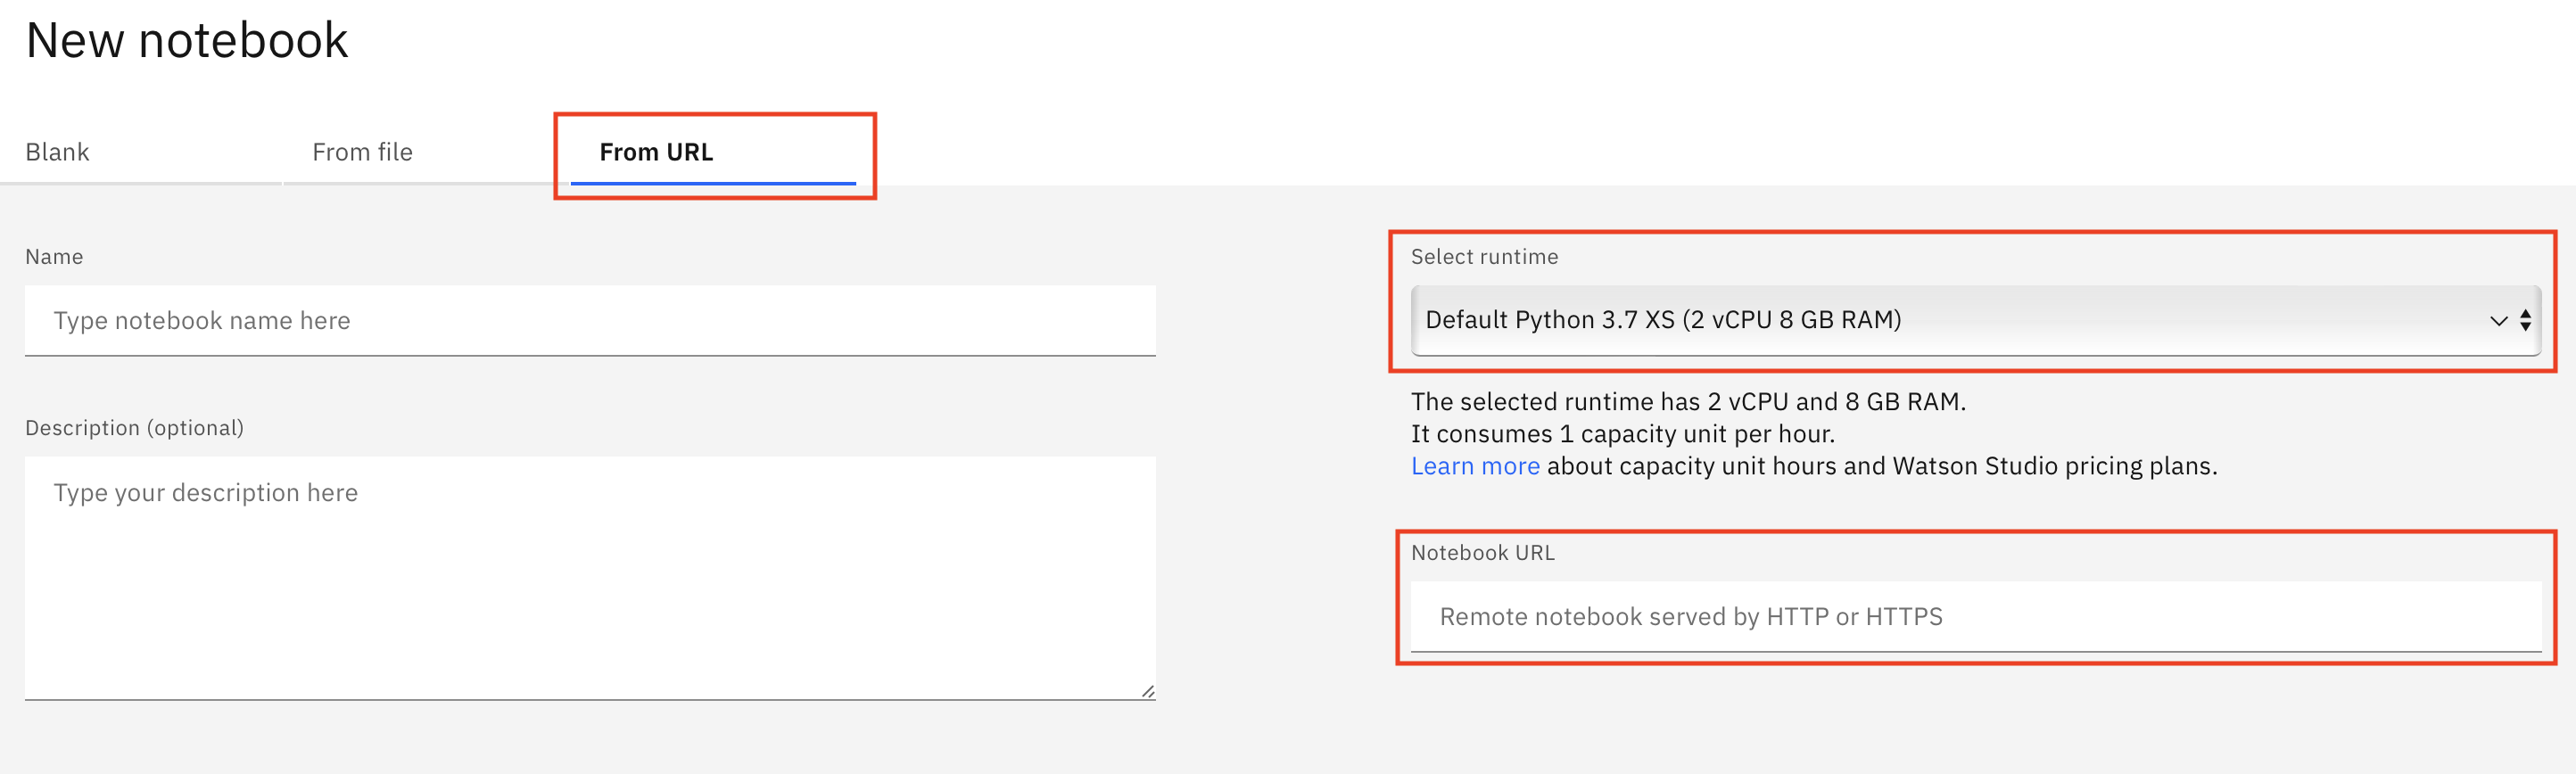 New notebook
Blank
From file
From URL
Name
Type notebook name here
Description (optional)
Type your description here
Select runtime
Default Python 3.7 XS (2 vCPU 8 GB RAM)
The selected runtime has 2 vCPU and 8 GB RAM.
It consumes 1 capacity unit per hour.
Learn more about capacity unit hours and Watson Studio pricing plans.
Notebook URL
Remote notebook served by HTTP or HTTPS